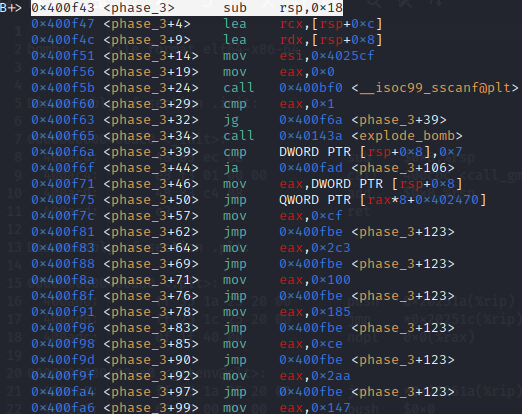 B+> 0×400f43 <phase_3> sub rsp,0×18
0×400f47 <phase_3+4> lea rcx,[rsp+0×c]
0×400f4c <phase_3+9> lea rdx,[rsp+0×8]
0×400f51 <phase_3+14> mov esi,0×4025cf
0×400f56 <phase_3+19> mov eax,0×0
0×400f5b <phase_3+24> call 0×400bf0 <__isoc99_sscanf@plt>
0×400f60 <phase_3+29> cmp eax,0×1
0×400f63 <phase_3+32> jg 0×400f6a <phase_3+39>
0×400f65 <phase_3+34> call 0×40143a <explode_bomb>
0×400f6a <phase_3+39> cmp DWORD PTR [rsp+0×8],0×7
0×400f6f <phase_3+44> ja 0×400fad <phase_3+106>
0×400f71 <phase_3+46> mov eax,DWORD PTR [rsp+0×8]
0×400f75 <phase_3+50> jmp QWORD PTR [rax*8+0×402470]
0×400f7c <phase_3+57> mov eax,0×cf
0×400f81 <phase_3+62> jmp 0×400fbe <phase_3+123>
0×400f83 <phase_3+64> mov eax,0×2c3
0×400f88 <phase_3+69> jmp 0×400fbe <phase_3+123>
0×400f8a <phase_3+71> mov eax,0×100
0×400f8f <phase_3+76> jmp 0×400fbe <phase_3+123>
0×400f91 <phase_3+78> mov eax,0×185
0×400f96 <phase_3+83> jmp 0×400fbe <phase_3+123>
0×400f98 <phase_3+85> mov eax,0×ce
0×400f9d <phase_3+90> jmp 0×400fbe <phase_3+123>
0×400f9f <phase_3+92> mov eax,0×2aa
0×400fa4 <phase_3+97> jmp 0×400fbe <phase_3+123>
0×400fa6 <phase_3+99> mov eax,0×147